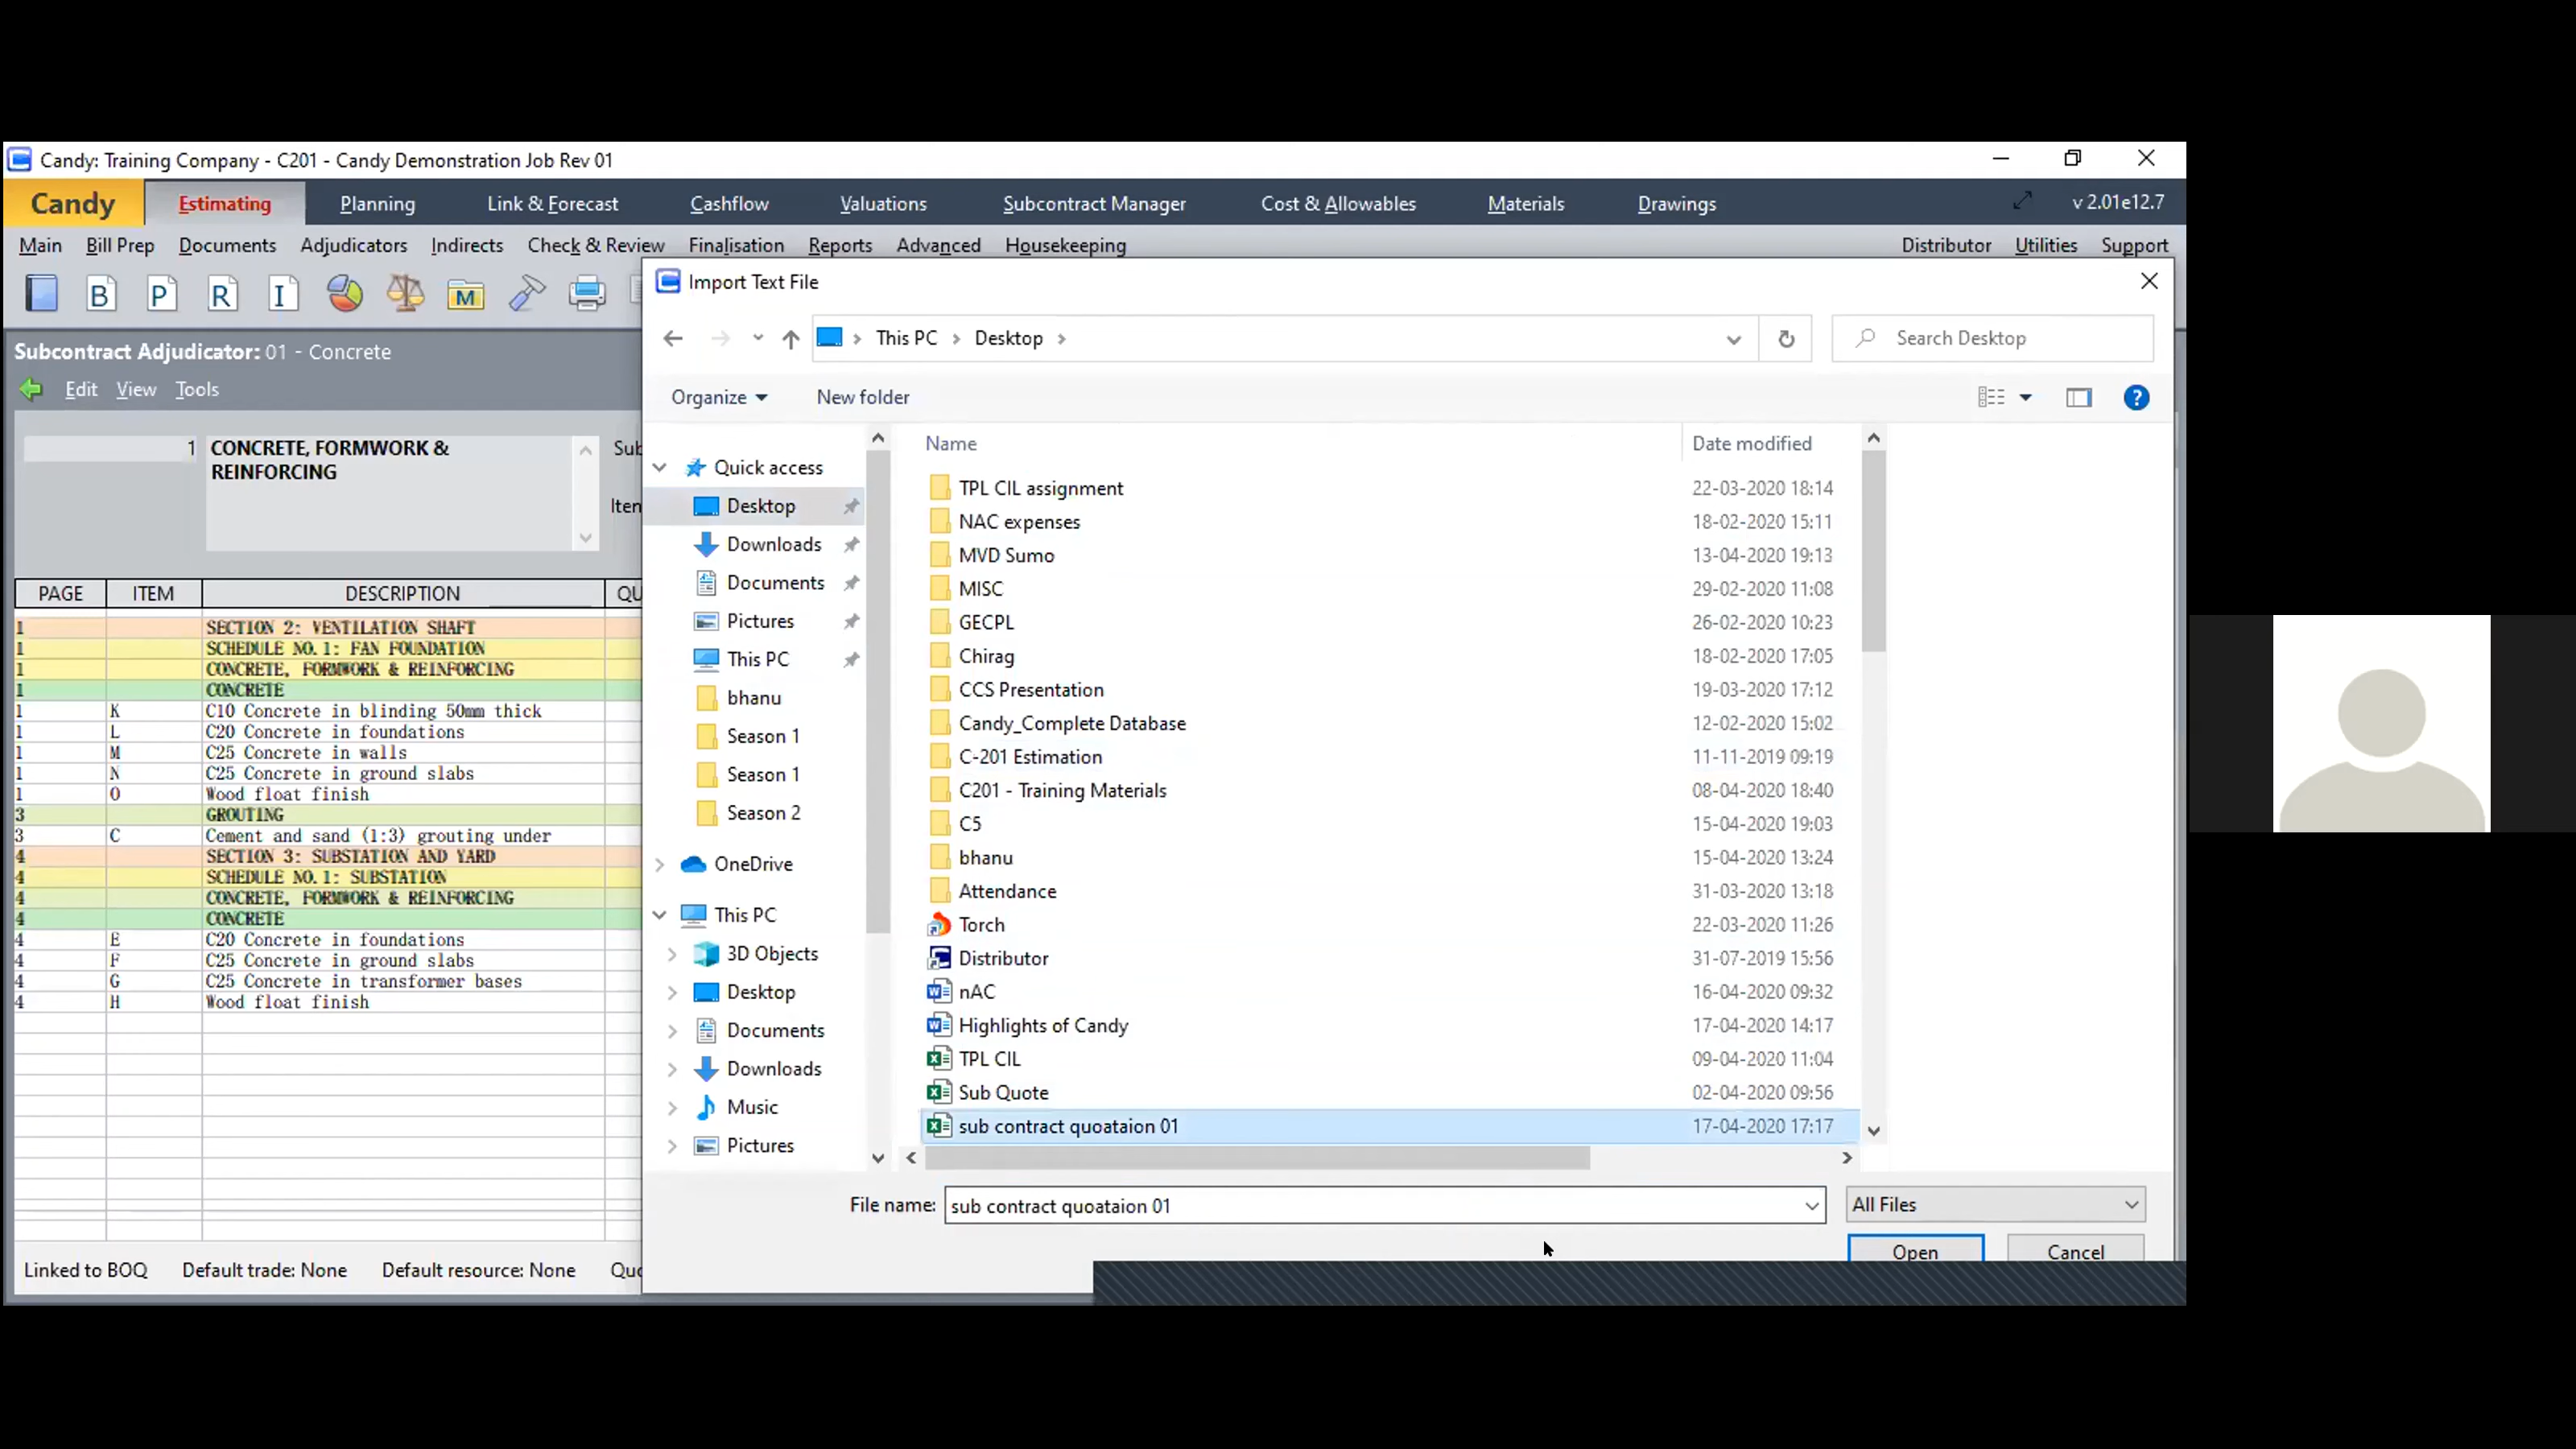 Candy: Training Company - C201 - Candy Demonstration Job Rev 01
Candy Estimating Planning Link & Forecast Cashflow Valuations Subcontract Manager Cost & Allowables Materials Drawings v 2.01e12.7
Main Bill Prep Documents Adjudicators Indirects Check & Review Finalisation Reports Advanced Housekeeping Distributor Utilities Support
B P R I M
Subcontract Adjudicator: 01 - Concrete
Edit View Tools
1 CONCRETE, FORMWORK &
REINFORCING
Sub
Item
PAGE ITEM DESCRIPTION QU
1 SECTION 2: VENTILATION SHAFT
1 SCHEDULE NO.1: FAN FOUNDATION
1 CONCRETE, FORMWORK & REINFORCING
1 CONCRETE
1 K C10 Concrete in blinding 50mm thick
1 L C20 Concrete in foundations
1 M C25 Concrete in walls
1 N C25 Concrete in ground slabs
1 O Wood float finish
3 GROUTING
3 C Cement and sand (1:3) grouting under
4 SECTION 3: SUBSTATION AND YARD
4 SCHEDULE NO.1: SUBSTATION
4 CONCRETE, FORMWORK & REINFORCING
4 CONCRETE
4 E C20 Concrete in foundations
4 F C25 Concrete in ground slabs
4 G C25 Concrete in transformer bases
4 H Wood float finish
Linked to BOQ Default trade: None Default resource: None Quo
Import Text File
This PC Desktop
Search Desktop
Organize New folder
Quick access
Desktop
Downloads
Documents
Pictures
This PC
bhanu
Season 1
Season 1
Season 2
OneDrive
This PC
3D Objects
Desktop
Documents
Downloads
Music
Pictures
Name Date modified
TPL CIL assignment 22-03-2020 18:14
NAC expenses 18-02-2020 15:11
MVD Sumo 13-04-2020 19:13
MISC 29-02-2020 11:08
GECPL 26-02-2020 10:23
Chirag 18-02-2020 17:05
CCS Presentation 19-03-2020 17:12
Candy_Complete Database 12-02-2020 15:02
C-201 Estimation 11-11-2019 09:19
C201 - Training Materials 08-04-2020 18:40
C5 15-04-2020 19:03
bhanu 15-04-2020 13:24
Attendance 31-03-2020 13:18
Torch 22-03-2020 11:26
Distributor 31-07-2019 15:56
nAC 16-04-2020 09:32
Highlights of Candy 17-04-2020 14:17
TPL CIL 09-04-2020 11:04
Sub Quote 02-04-2020 09:56
sub contract quoataion 01 17-04-2020 17:17
File name: sub contract quoataion 01 All Files
Open Cancel